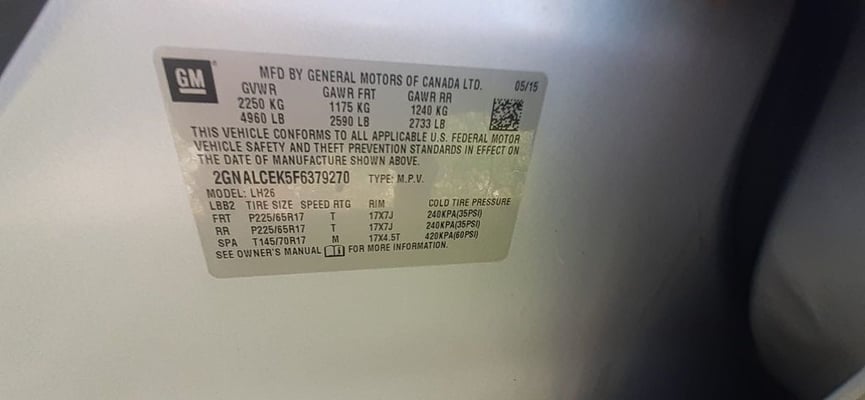 GM
MFD BY GENERAL MOTORS OF CANADA LTD. 05/15
GVWR GAWR FRT GAWR RR
2250 KG 1175 KG 1240 KG
4960 LB 2590 LB 2733 LB
THIS VEHICLE CONFORMS TO ALL APPLICABLE U.S. FEDERAL MOTOR
VEHICLE SAFETY AND THEFT PREVENTION STANDARDS IN EFFECT ON
THE DATE OF MANUFACTURE SHOWN ABOVE.
2GNALCEK5F6379270 TYPE: M.P.V.
MODEL: LH26
LBB2 TIRE SIZE SPEED RTG RIM COLD TIRE PRESSURE
FRT P225/65R17 T 17X7J 240KPA(35PSI)
RR P225/65R17 T 17X7J 240KPA(35PSI)
SPA T145/70R17 M 17X4.5T 420KPA(60PSI)
SEE OWNER'S MANUAL FOR MORE INFORMATION.